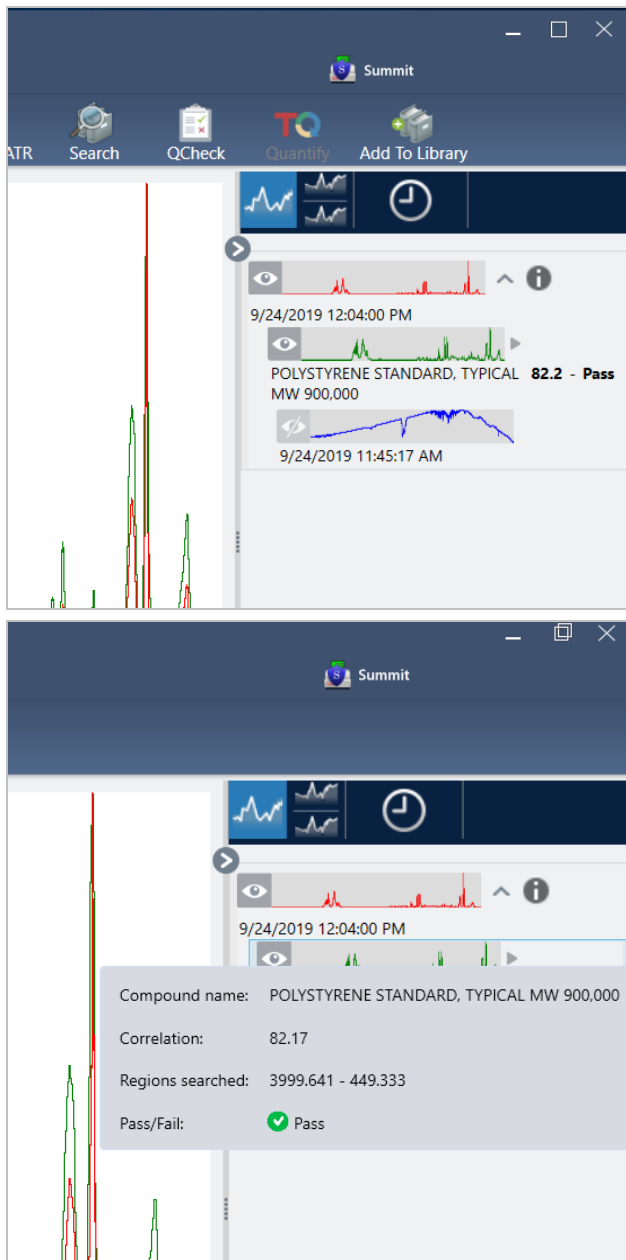 Summit
ATR Search QCheck Quantify Add To Library
9/24/2019 12:04:00 PM
POLYSTYRENE STANDARD, TYPICAL 82.2 - Pass
MW 900,000
9/24/2019 11:45:17 AM
Summit
9/24/2019 12:04:00 PM
Compound name: POLYSTYRENE STANDARD, TYPICAL MW 900,000
Correlation: 82.17
Regions searched: 3999.641 - 449.333
Pass/Fail: Pass